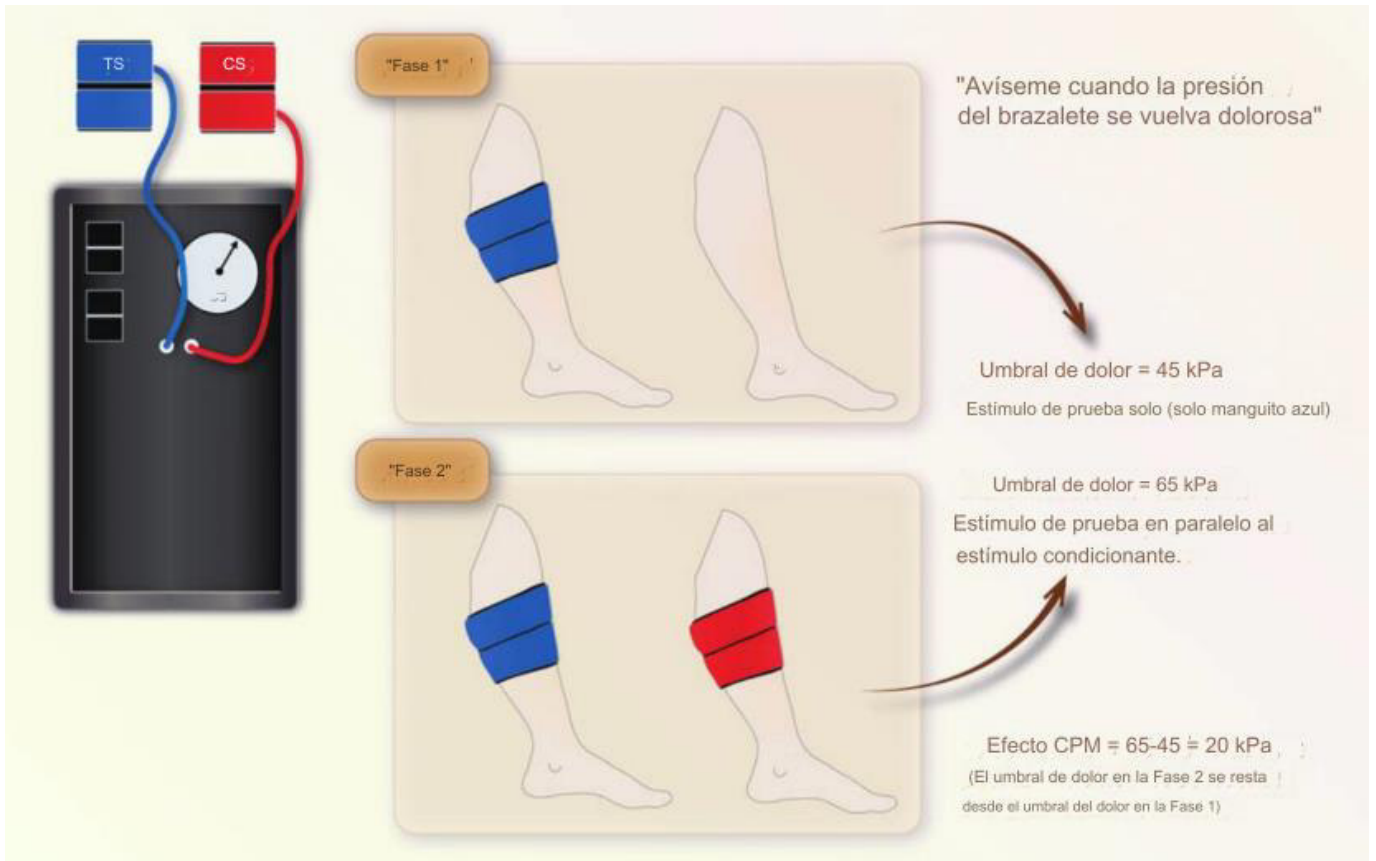 TS
CS
"Fase 1"
"Avíseme cuando la presión
del brazalete se vuelva dolorosa"
Umbral de dolor = 45 kPa
Estímulo de prueba solo (solo manguito azul)
"Fase 2"
Umbral de dolor = 65 kPa
Estímulo de prueba en paralelo al
estímulo condicionante.
Efecto CPM = 65-45 = 20 kPa
(El umbral de dolor en la Fase 2 se resta
desde el umbral del dolor en la Fase 1)